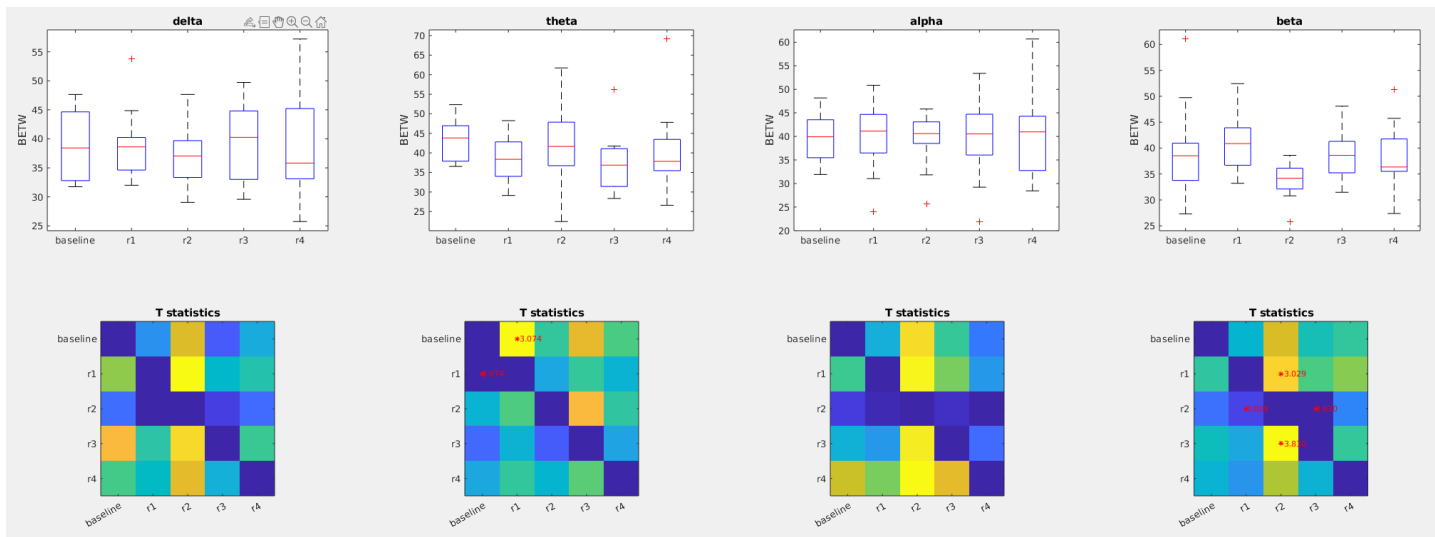 delta
theta
alpha
beta
BETW
55
50
45
40
35
30
25
baseline r1 r2 r3 r4
BETW
70
65
60
55
50
45
40
35
30
25
baseline r1 r2 r3 r4
BETW
60
55
50
45
40
35
30
25
20
baseline r1 r2 r3 r4
BETW
60
55
50
45
40
35
30
25
baseline r1 r2 r3 r4
T statistics
baseline
r1
r2
r3
r4
baseline r1 r2 r3 r4
T statistics
baseline
r1
r2
r3
r4
*3.074
baseline r1 r2 r3 r4
T statistics
baseline
r1
r2
r3
r4
baseline r1 r2 r3 r4
T statistics
baseline
r1
r2
r3
r4
*3.029
baseline r1 r2 r3 r4